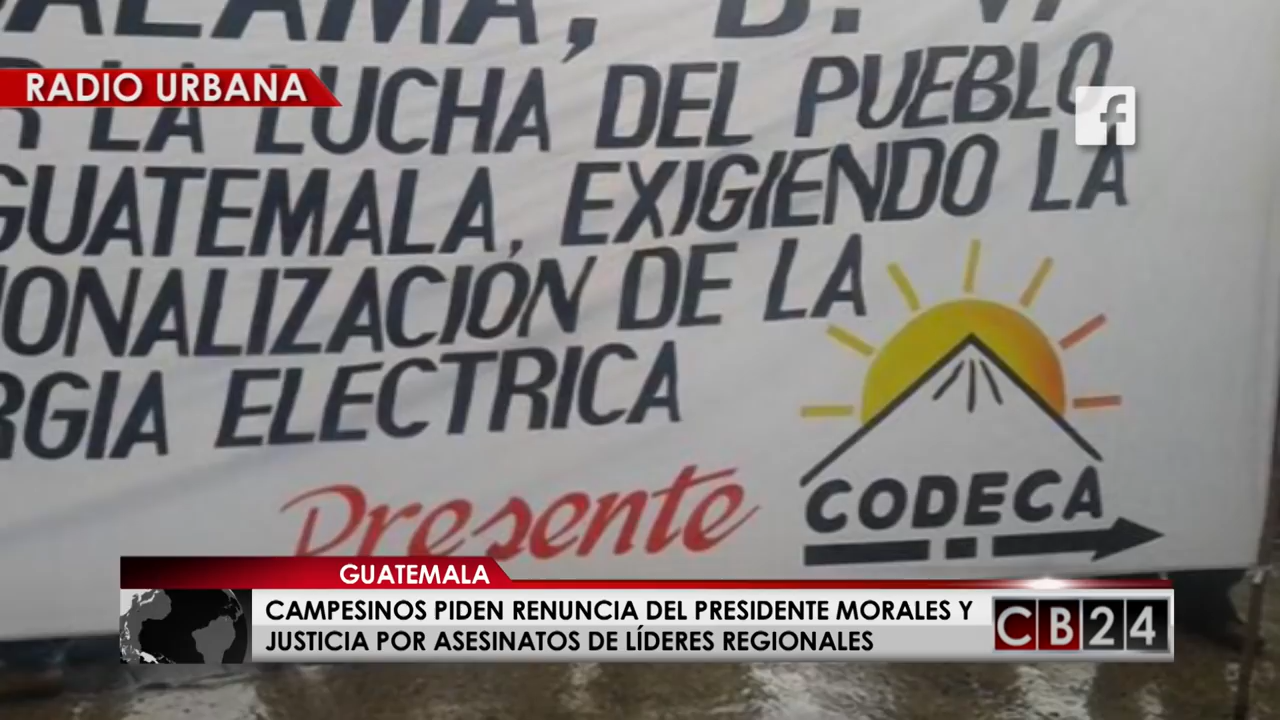 SALAMA, B. V.
RADIO URBANA
LA LUCHA DEL PUEBLO
GUATEMALA, EXIGIENDO LA
IONALIZACIÓN DE LA
RGIA ELECTRICA
Presente
CODECA
GUATEMALA
CAMPESINOS PIDEN RENUNCIA DEL PRESIDENTE MORALES Y
JUSTICIA POR ASESINATOS DE LÍDERES REGIONALES
CB24